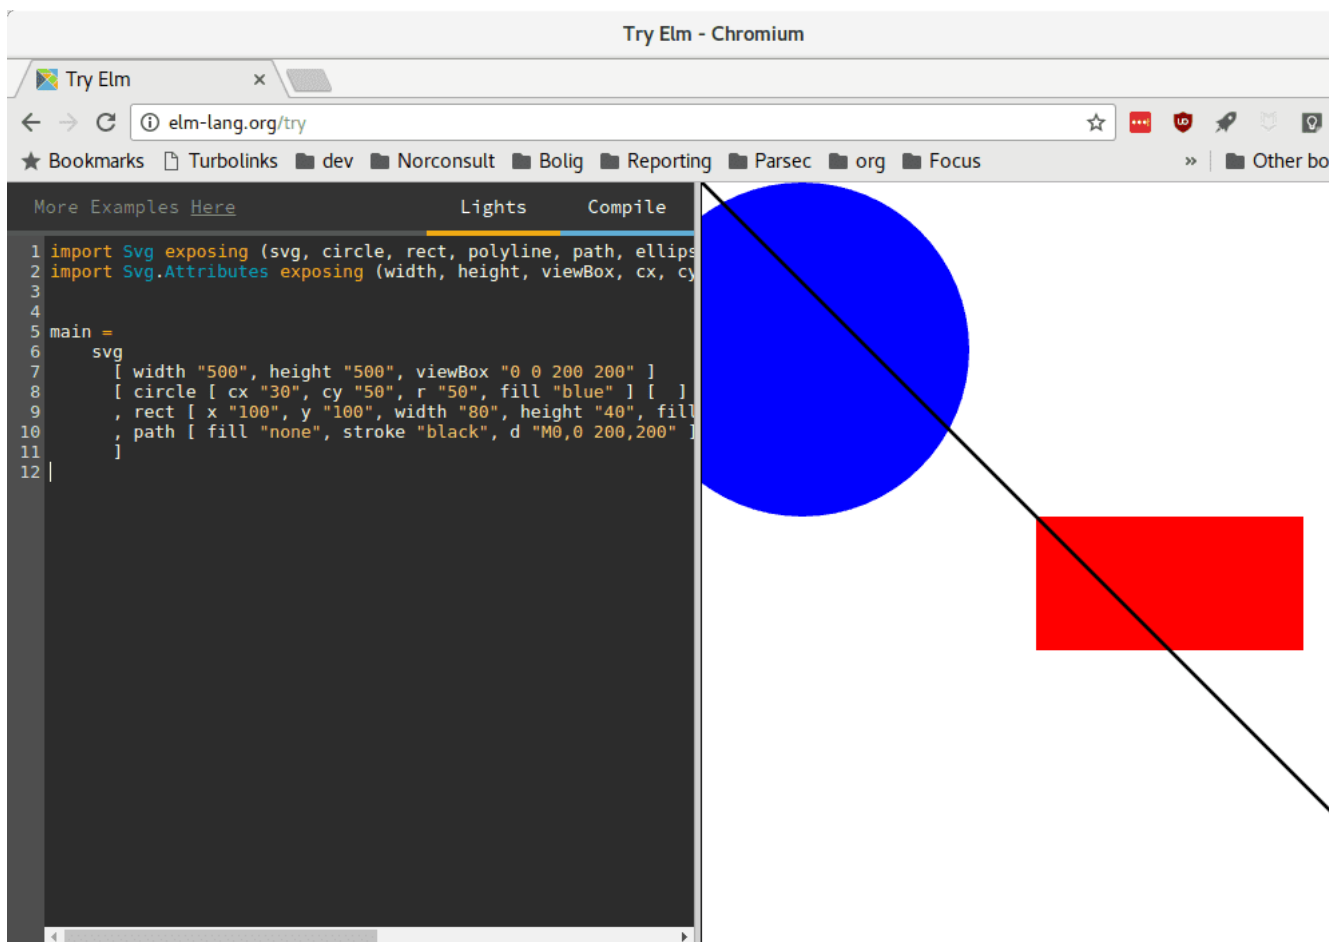 Try Elm - Chromium
Try Elm
elm-lang.org/try
Bookmarks Turbolinks dev Norconsult Bolig Reporting Parsec org Focus » Other bo
More Examples Here Lights Compile
1 import Svg exposing (svg, circle, rect, polyline, path, ellips
2 import Svg.Attributes exposing (width, height, viewBox, cx, cy
3
4
5 main =
6 svg
7 [ width "500", height "500", viewBox "0 0 200 200" ]
8 [ circle [ cx "30", cy "50", r "50", fill "blue" ] [  ]
9 , rect [ x "100", y "100", width "80", height "40", fill
10 , path [ fill "none", stroke "black", d "M0,0 200,200" ]
11 ]
12